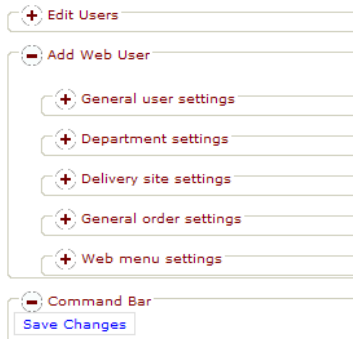 Edit Users
Add Web User
General user settings
Department settings
Delivery site settings
General order settings
Web menu settings
Command Bar
Save Changes